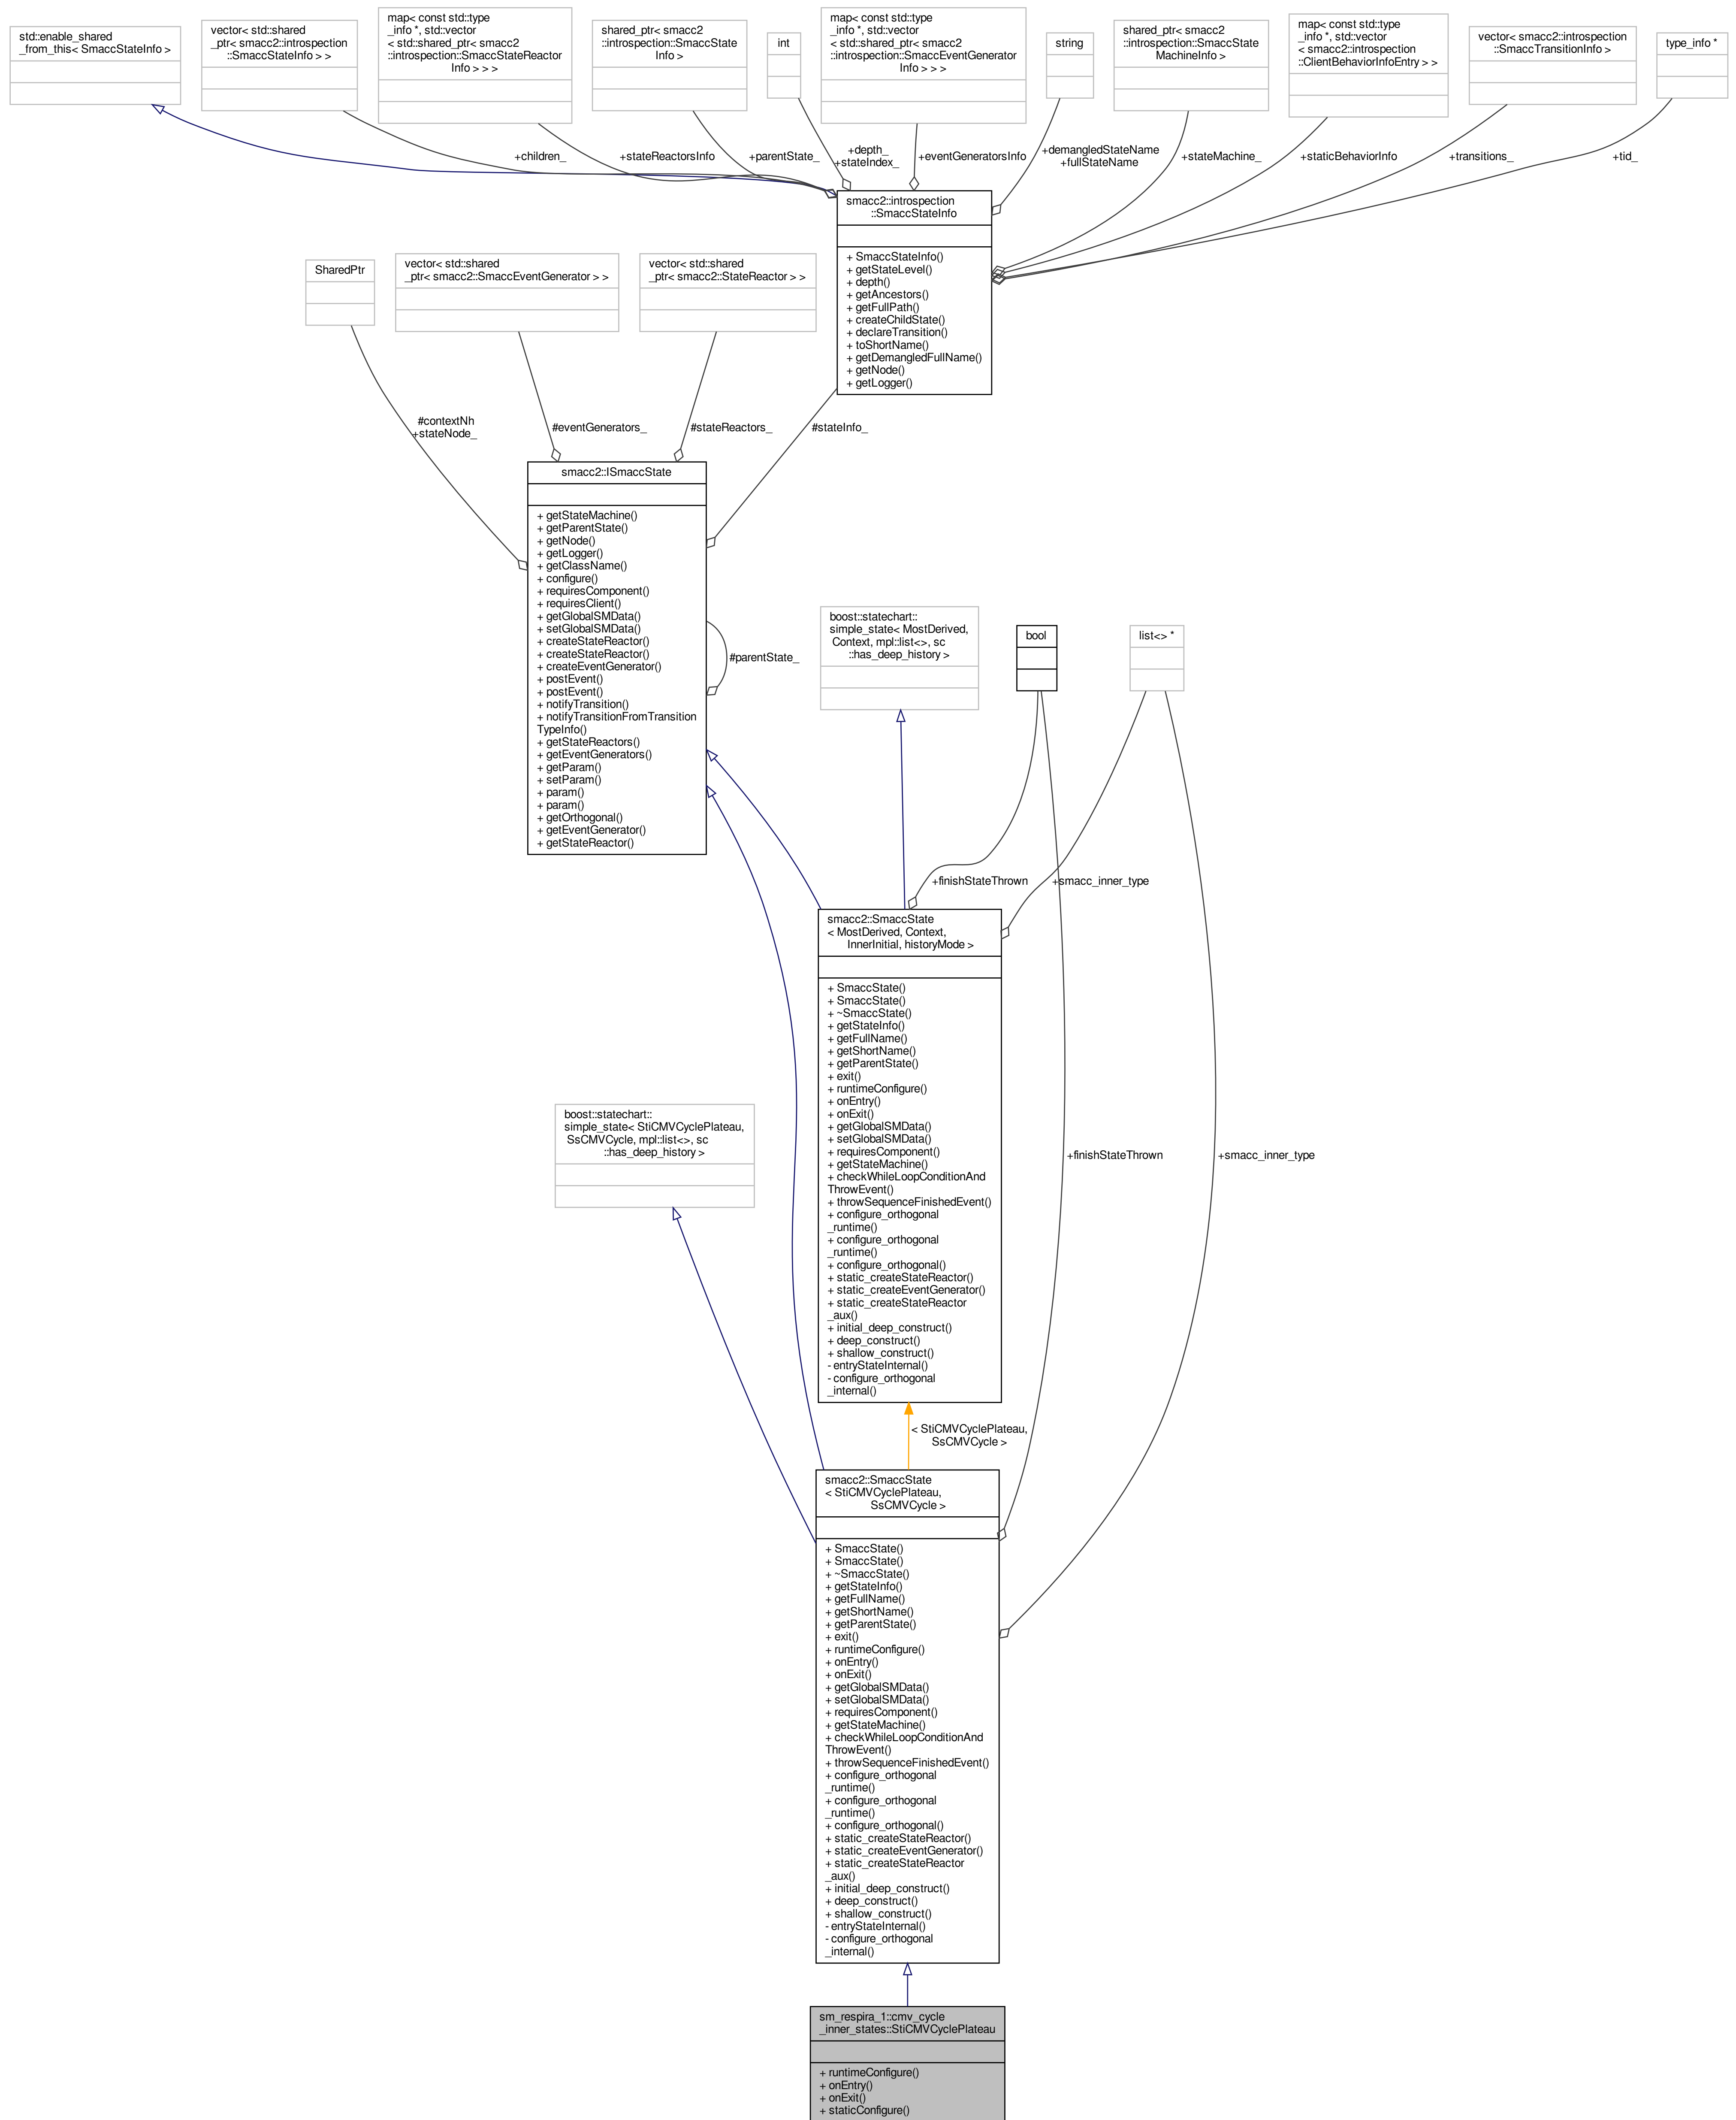 std::enable_shared
_from_this< SmaccStateInfo >
vector< std::shared
_ptr< smacc2::introspection
::SmaccStateInfo > >
map< const std::type
_info *, std::vector
< std::shared_ptr< smacc2
::introspection::SmaccStateReactor
Info > > >
shared_ptr< smacc2
::introspection::SmaccState
Info >
int
map< const std::type
_info *, std::vector
< std::shared_ptr< smacc2
::introspection::SmaccEventGenerator
Info > > >
string
shared_ptr< smacc2
::introspection::SmaccState
MachineInfo >
map< const std::type
_info *, std::vector
< smacc2::introspection
::ClientBehaviorInfoEntry > >
vector< smacc2::introspection
::SmaccTransitionInfo >
type_info *
+children_
+stateReactorsInfo
+parentState_
+depth_
+stateIndex_
+eventGeneratorsInfo
+demangledStateName
+fullStateName
+stateMachine_
+staticBehaviorInfo
+transitions_
+tid_
smacc2::introspection
::SmaccStateInfo
+ SmaccStateInfo()
+ getStateLevel()
+ depth()
+ getAncestors()
+ getFullPath()
+ createChildState()
+ declareTransition()
+ toShortName()
+ getDemangledFullName()
+ getNode()
+ getLogger()
SharedPtr
vector< std::shared
_ptr< smacc2::SmaccEventGenerator > >
vector< std::shared
_ptr< smacc2::StateReactor > >
#contextNh
+stateNode_
#eventGenerators_
#stateReactors_
#stateInfo_
smacc2::ISmaccState
+ getStateMachine()
+ getParentState()
+ getNode()
+ getLogger()
+ getClassName()
+ configure()
+ requiresComponent()
+ requiresClient()
+ getGlobalSMData()
+ setGlobalSMData()
+ createStateReactor()
+ createStateReactor()
+ createEventGenerator()
+ postEvent()
+ postEvent()
+ notifyTransition()
+ notifyTransitionFromTransition
TypeInfo()
+ getStateReactors()
+ getEventGenerators()
+ getParam()
+ setParam()
+ param()
+ param()
+ getOrthogonal()
+ getEventGenerator()
+ getStateReactor()
#parentState_
boost::statechart::
simple_state< MostDerived,
Context, mpl::list<>, sc
::has_deep_history >
bool
list<> *
+finishStateThrown
+smacc_inner_type
smacc2::SmaccState
< MostDerived, Context,
InnerInitial, historyMode >
+ SmaccState()
+ SmaccState()
+ ~SmaccState()
+ getStateInfo()
+ getFullName()
+ getShortName()
+ getParentState()
+ exit()
+ runtimeConfigure()
+ onEntry()
+ onExit()
+ getGlobalSMData()
+ setGlobalSMData()
+ requiresComponent()
+ getStateMachine()
+ checkWhileLoopConditionAnd
ThrowEvent()
+ throwSequenceFinishedEvent()
+ configure_orthogonal
_runtime()
+ configure_orthogonal
_runtime()
+ configure_orthogonal()
+ static_createStateReactor()
+ static_createEventGenerator()
+ static_createStateReactor
_aux()
+ initial_deep_construct()
+ deep_construct()
+ shallow_construct()
- entryStateInternal()
- configure_orthogonal
_internal()
boost::statechart::
simple_state< StiCMVCyclePlateau,
SsCMVCycle, mpl::list<>, sc
::has_deep_history >
+finishStateThrown
+smacc_inner_type
< StiCMVCyclePlateau,
SsCMVCycle >
smacc2::SmaccState
< StiCMVCyclePlateau,
SsCMVCycle >
+ SmaccState()
+ SmaccState()
+ ~SmaccState()
+ getStateInfo()
+ getFullName()
+ getShortName()
+ getParentState()
+ exit()
+ runtimeConfigure()
+ onEntry()
+ onExit()
+ getGlobalSMData()
+ setGlobalSMData()
+ requiresComponent()
+ getStateMachine()
+ checkWhileLoopConditionAnd
ThrowEvent()
+ throwSequenceFinishedEvent()
+ configure_orthogonal
_runtime()
+ configure_orthogonal
_runtime()
+ configure_orthogonal()
+ static_createStateReactor()
+ static_createEventGenerator()
+ static_createStateReactor
_aux()
+ initial_deep_construct()
+ deep_construct()
+ shallow_construct()
- entryStateInternal()
- configure_orthogonal
_internal()
sm_respira_1::cmv_cycle
_inner_states::StiCMVCyclePlateau
+ runtimeConfigure()
+ onEntry()
+ onExit()
+ staticConfigure()